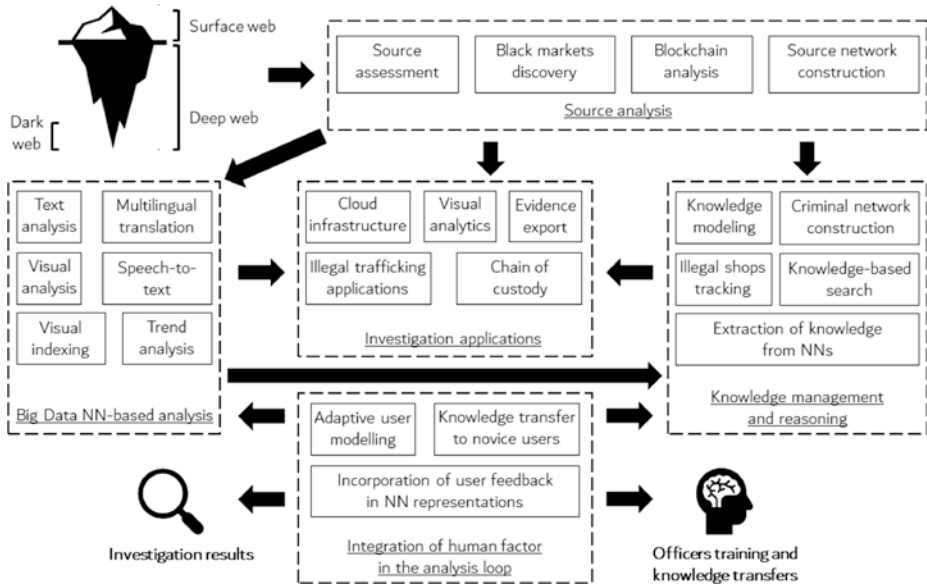 Surface web
Deep web
Dark
web
Source
assessment
Black markets
discovery
Blockchain
analysis
Source network
construction
Source analysis
Text
analysis
Multilingual
translation
Visual
analysis
Speech-to-
text
Visual
indexing
Trend
analysis
Big Data NN-based analysis
Cloud
infrastructure
Visual
analytics
Evidence
export
Illegal trafficking
applications
Chain of
custody
Investigation applications
Knowledge
modeling
Criminal network
construction
Illegal shops
tracking
Knowledge-based
search
Extraction of knowledge
from NNs
Knowledge management
and reasoning
Adaptive user
modelling
Knowledge transfer
to novice users
Incorporation of user feedback
in NN representations
Integration of human factor
in the analysis loop
Investigation results
Officers training and
knowledge transfers